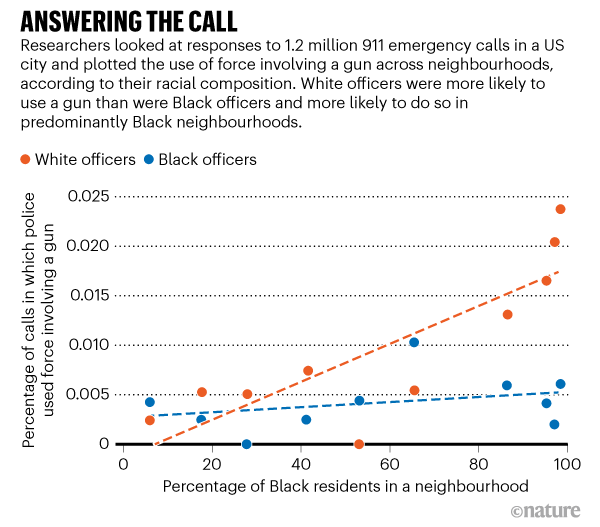 ANSWERING THE CALL
Researchers looked at responses to 1.2 million 911 emergency calls in a US
city and plotted the use of force involving a gun across neighbourhoods,
according to their racial composition. White officers were more likely to
use a gun than were Black officers and more likely to do so in
predominantly Black neighbourhoods.
White officers Black officers
Percentage of calls in which police
used force involving a gun
0.025
0.020
0.015
0.010
0.005
0
0 20 40 60 80 100
Percentage of Black residents in a neighbourhood
©nature